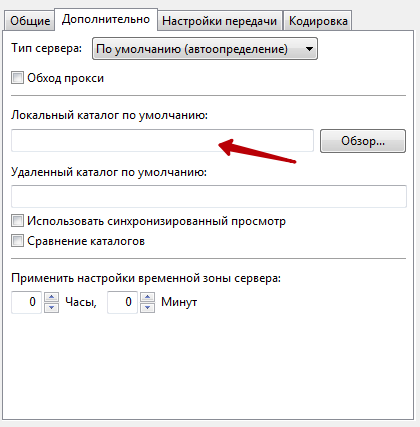 Общие Дополнительно Настройки передачи Кодировка
Тип сервера: По умолчанию (автоопределение)
Обход прокси
Локальный каталог по умолчанию:
Обзор...
Удаленный каталог по умолчанию:
Использовать синхронизированный просмотр
Сравнение каталогов
Применить настройки временной зоны сервера:
0 Часы, 0 Минут